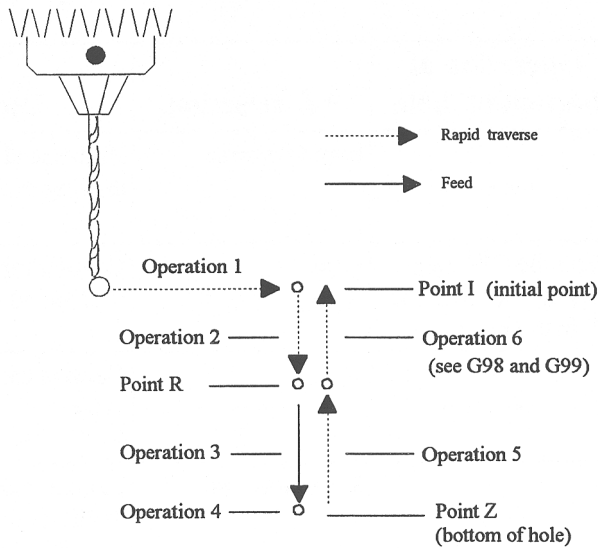 Rapid traverse
Feed
Operation 1
Point I (initial point)
Operation 2
Operation 6
(see G98 and G99)
Point R
Operation 3
Operation 5
Operation 4
Point Z
(bottom of hole)